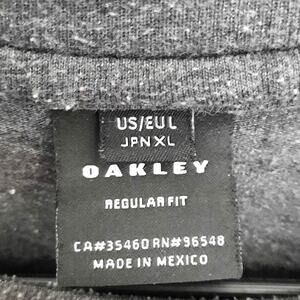 US/EU L
JPN XL
OAKLEY
REGULAR FIT
CA#35460 RN#96548
MADE IN MEXICO